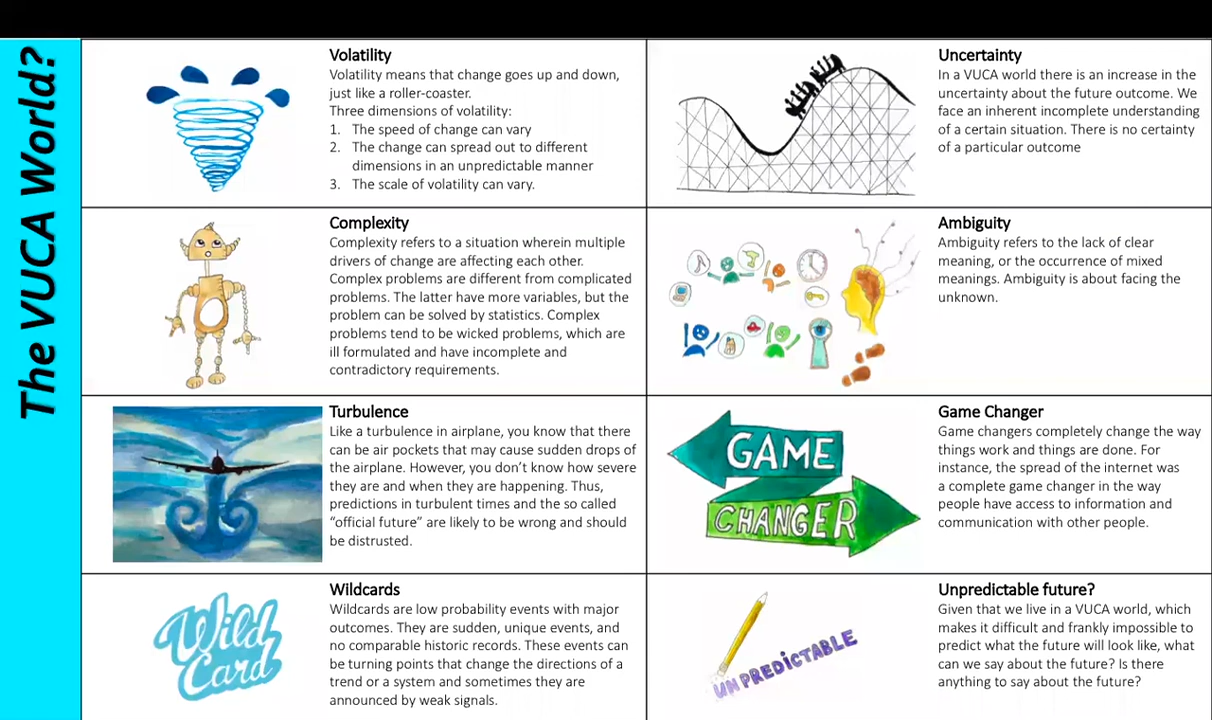 The VUCA World?
Volatility
Volatility means that change goes up and down,
just like a roller-coaster.
Three dimensions of volatility:
1. The speed of change can vary
2. The change can spread out to different
dimensions in an unpredictable manner
3. The scale of volatility can vary.
Uncertainty
In a VUCA world there is an increase in the
uncertainty about the future outcome. We
face an inherent incomplete understanding
of a certain situation. There is no certainty
of a particular outcome
Complexity
Complexity refers to a situation wherein multiple
drivers of change are affecting each other.
Complex problems are different from complicated
problems. The latter have more variables, but the
problem can be solved by statistics. Complex
problems tend to be wicked problems, which are
ill formulated and have incomplete and
contradictory requirements.
Ambiguity
Ambiguity refers to the lack of clear
meaning, or the occurrence of mixed
meanings. Ambiguity is about facing the
unknown.
Turbulence
Like a turbulence in airplane, you know that there
can be air pockets that may cause sudden drops of
the airplane. However, you don't know how severe
they are and when they are happening. Thus,
predictions in turbulent times and the so called
“official future” are likely to be wrong and should
be distrusted.
GAME
CHANGER
Game Changer
Game changers completely change the way
things work and things are done. For
instance, the spread of the internet was
a complete game changer in the way
people have access to information and
communication with other people.
Wild
Card
Wildcards
Wildcards are low probability events with major
outcomes. They are sudden, unique events, and
no comparable historic records. These events can
be turning points that change the directions of a
trend or a system and sometimes they are
announced by weak signals.
UNPREDICTABLE
Unpredictable future?
Given that we live in a VUCA world, which
makes it difficult and frankly impossible to
predict what the future will look like, what
can we say about the future? Is there
anything to say about the future?